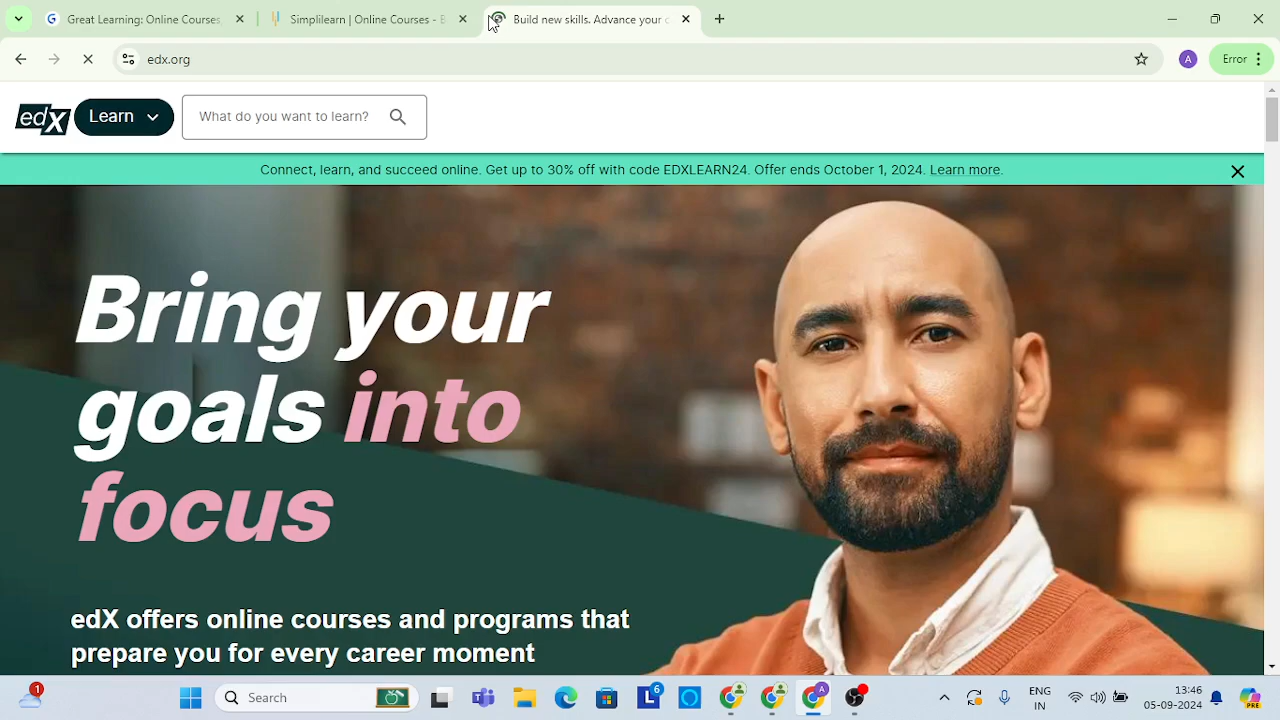 Great Learning: Online Courses
Simplilearn | Online Courses - B
Build new skills. Advance your c
edx.org
A
Error
edX
Learn
What do you want to learn?
Connect, learn, and succeed online. Get up to 30% off with code EDXLEARN24. Offer ends October 1, 2024. Learn more.
Bring your
goals into
focus
edX offers online courses and programs that
prepare you for every career moment
1
Search
L
6
A
ENG
IN
13:46
05-09-2024
PRE